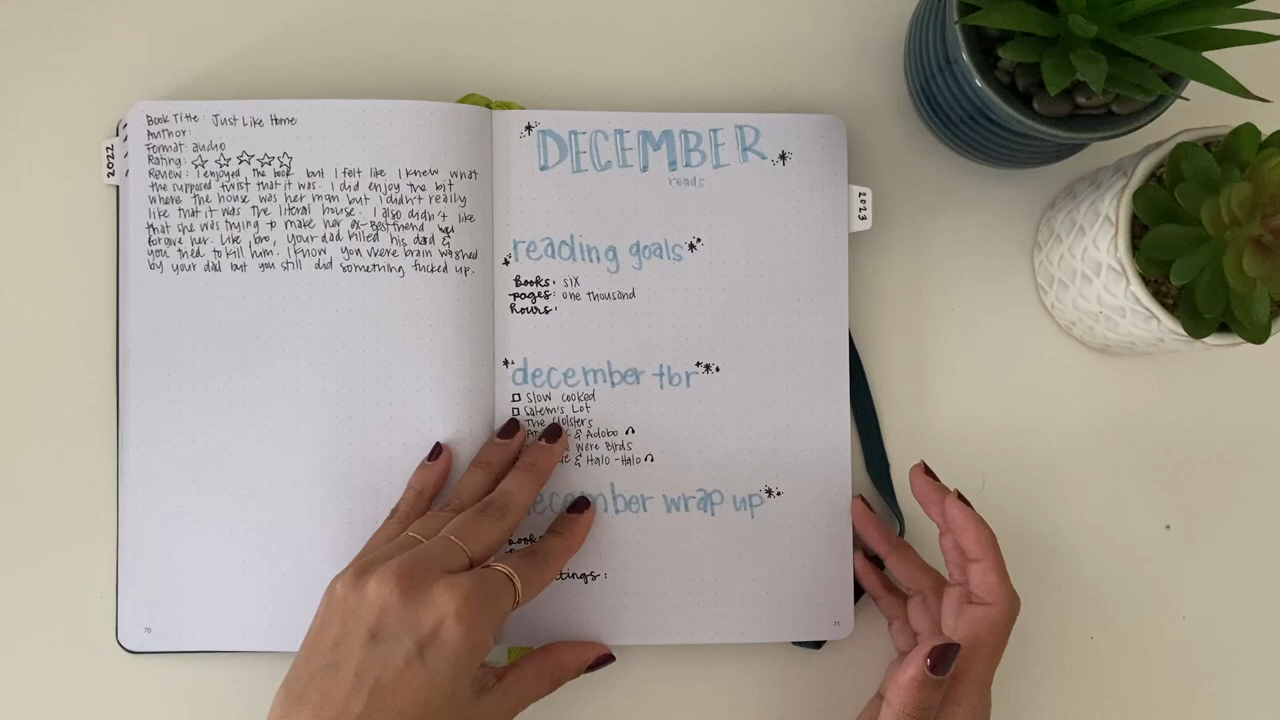 2022
Book Title: Just Like Home
Author:
Format: audio
Rating:
Review: I enjoyed the book but I felt like I knew what
the supposed twist that it was. I did enjoy the bit
where the house was her mom but I didn't really
like that it was the literal house. I also didn't like
that she was trying to make her ex-bestfriend
forgive her. Like bro, your dad killed his dad &
you tried to kill him. I know you were brain washed
by your dad but you still did something fucked up.
70
DECEMBER
reads
reading goals
books: six
pages: one thousand
hours:
december tbr
Slow cooked
Salem's Lot
The Cloisters
& Adobo
Were Birds
& Halo-Halo
december wrap up
book
tings:
71
2023